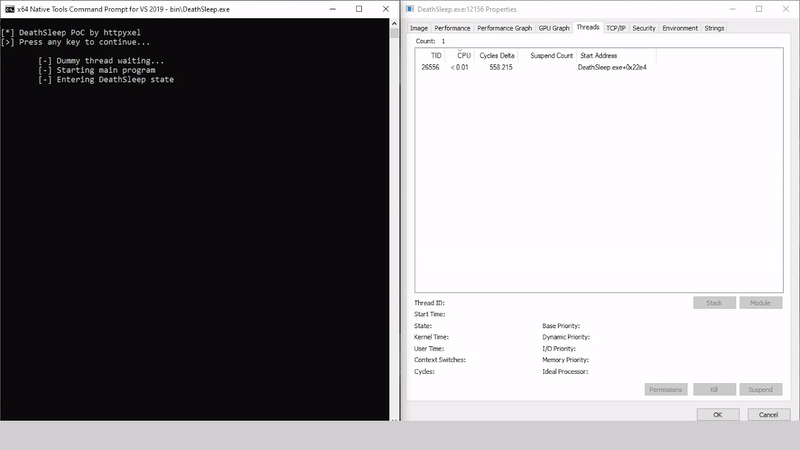 x64 Native Tools Command Prompt for VS 2019 - bin\DeathSleep.exe
[*] DeathSleep PoC by httpyxel
[>] Press any key to continue...
[-] Dummy thread waiting...
[-] Starting main program
[-] Entering DeathSleep state
DeathSleep.exe:12156 Properties
Image Performance Performance Graph GPU Graph Threads TCP/IP Security Environment Strings
Count: 1
TID CPU Cycles Delta Suspend Count Start Address
26556 < 0.01 558.215 DeathSleep.exe+0x22e4
Thread ID: Stack Module
Start Time:
State: Base Priority:
Kernel Time: Dynamic Priority:
User Time: I/O Priority:
Context Switches: Memory Priority:
Cycles: Ideal Processor:
Permissions Kill Suspend
OK Cancel